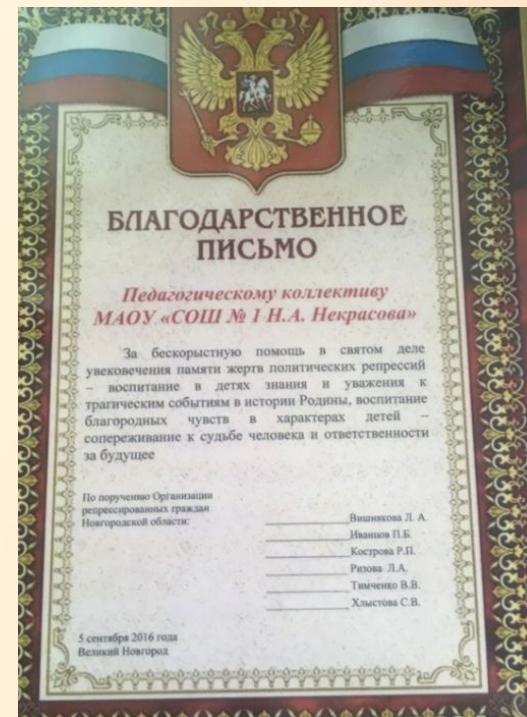 БЛАГОДАРСТВЕННОЕ
ПИСЬМО
Педагогическому коллективу
МАОУ «СОШ № 1 Н.А. Некрасова»
За бескорыстную помощь в святом деле
увековечения памяти жертв политических репрессий
– воспитание в детях знания и уважения к
трагическим событиям в истории Родины, воспитание
благородных чувств в характерах детей –
сопереживание к судьбе человека и ответственности
за будущее
По поручению Организации
репрессированных граждан
Новгородской области:
Вишнякова Л. А.
Иванцов П.Б.
Кострова Р.П.
Ризова Л.А.
Тимченко В.В.
Хлыстова С.В.
5 сентября 2016 года
Великий Новгород